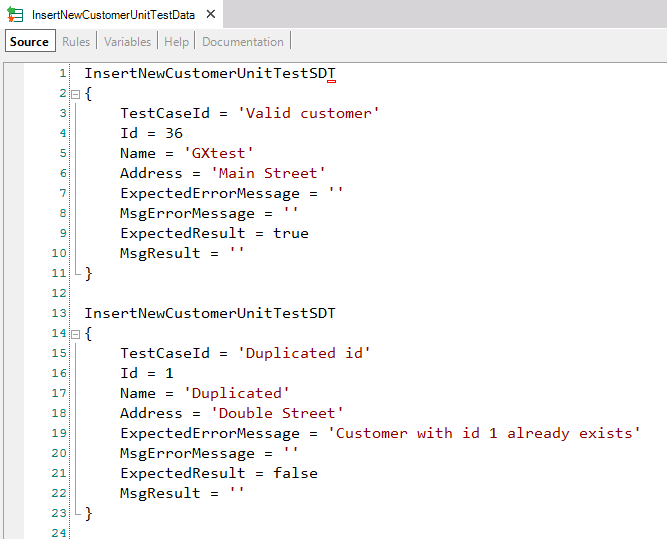 InsertNewCustomerUnitTestData ×
Source Rules Variables Help Documentation
1 InsertNewCustomerUnitTestSDT
2 {
3 TestCaseId = 'Valid customer'
4 Id = 36
5 Name = 'GXtest'
6 Address = 'Main Street'
7 ExpectedErrorMessage = ''
8 MsgErrorMessage = ''
9 ExpectedResult = true
10 MsgResult = ''
11 }
12
13 InsertNewCustomerUnitTestSDT
14 {
15 TestCaseId = 'Duplicated id'
16 Id = 1
17 Name = 'Duplicated'
18 Address = 'Double Street'
19 ExpectedErrorMessage = 'Customer with id 1 already exists'
20 MsgErrorMessage = ''
21 ExpectedResult = false
22 MsgResult = ''
23 }
24